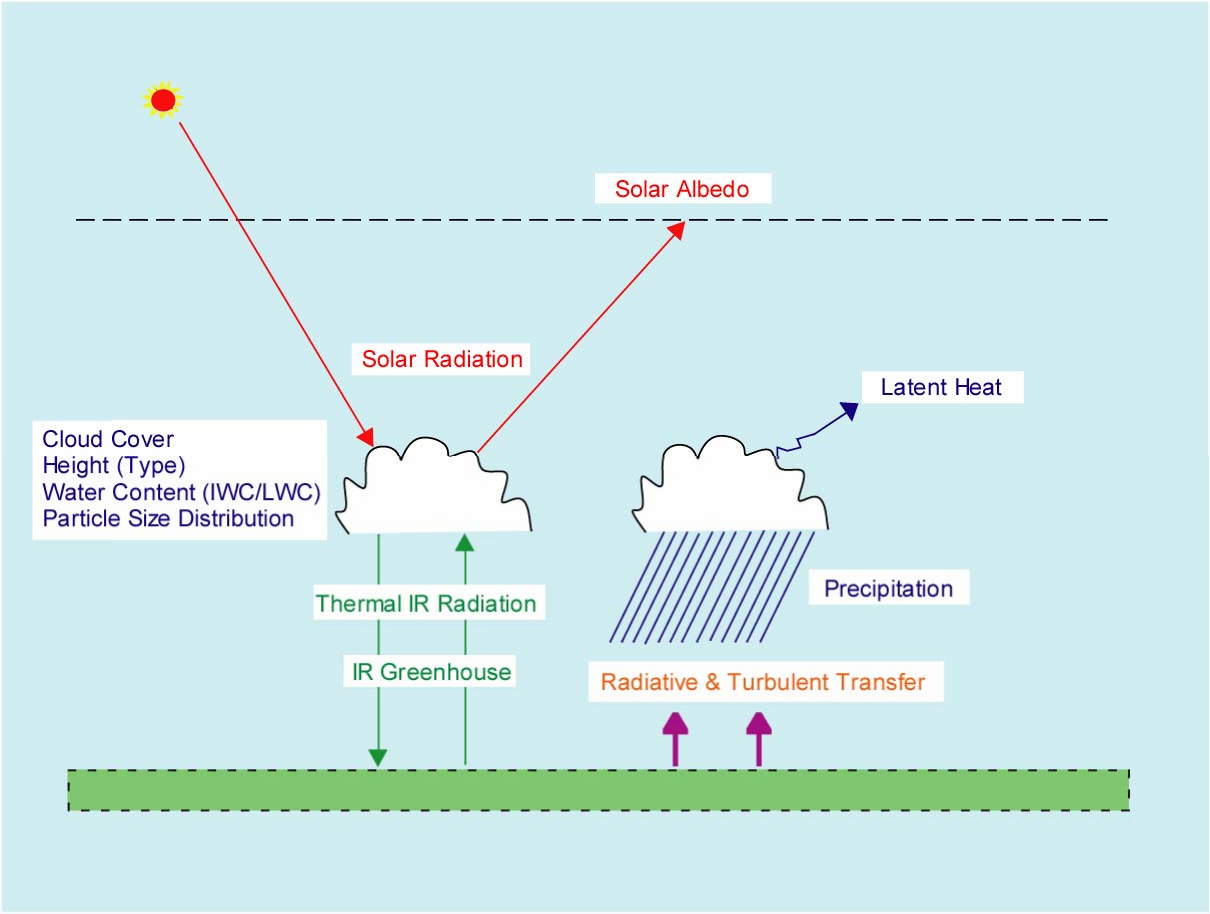 Solar Albedo
Solar Radiation
Latent Heat
Cloud Cover
Height (Type)
Water Content (IWC/LWC)
Particle Size Distribution
Precipitation
Thermal IR Radiation
IR Greenhouse
Radiative & Turbulent Transfer